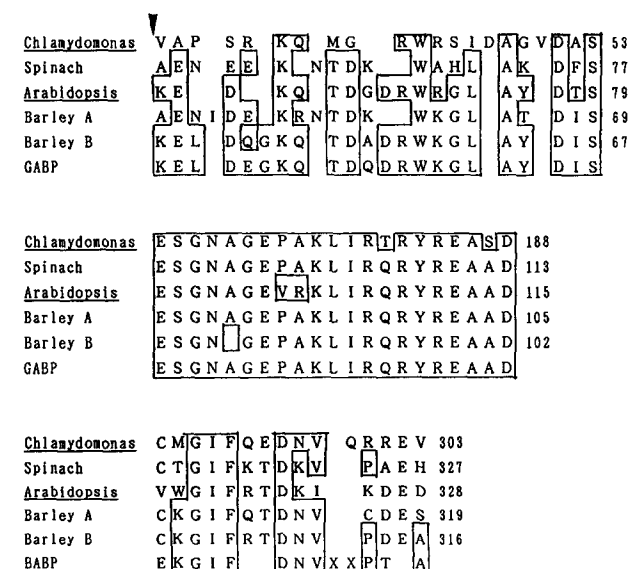 Chlamydomonas V A P S R K Q M G R W R S I D A G V D A S 53
Spinach A E N E E K N T D K W A H L A K D F S 77
Arabidopsis K E D K Q T D G D R W R G L A Y D T S 79
Barley A A E N I D E K R N T D K W K G L A T D I S 69
Barley B K E L D Q G K Q T D A D R W K G L A Y D I S 67
GABP K E L D E G K Q T D Q D R W K G L A Y D I S
Chlamydomonas E S G N A G E P A K L I R T R Y R E A S D 188
Spinach E S G N A G E P A K L I R Q R Y R E A A D 113
Arabidopsis E S G N A G E V R K L I R Q R Y R E A A D 115
Barley A E S G N A G E P A K L I R Q R Y R E A A D 105
Barley B E S G N G E P A K L I R Q R Y R E A A D 102
GABP E S G N A G E P A K L I R Q R Y R E A A D
Chlamydomonas C M G I F Q E D N V Q R R E V 303
Spinach C T G I F K T D K V P A E H 327
Arabidopsis V W G I F R T D K I K D E D 328
Barley A C K G I F Q T D N V C D E S 319
Barley B C K G I F R T D N V P D E A 316
BABP E K G I F D N V X X P T A